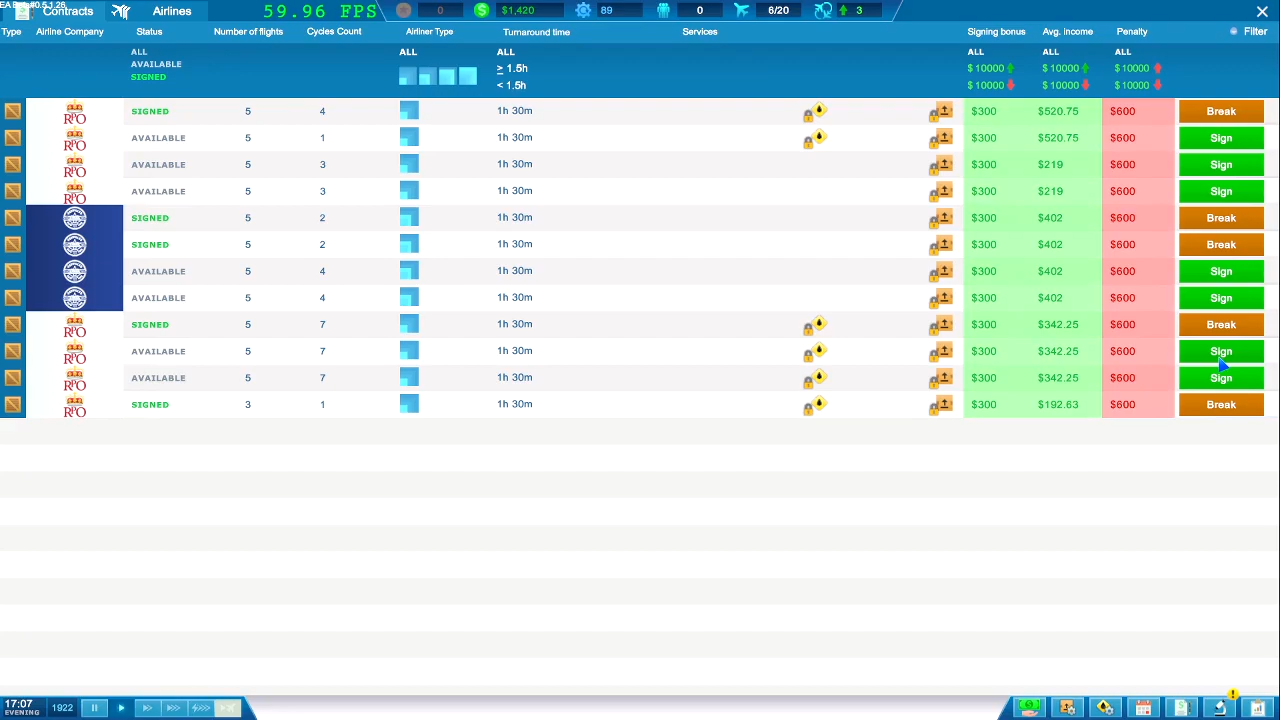 Contracts Airlines 59.96 FPS 0 $1,420 89 0 6/20 3
Type Airline Company Status Number of flights Cycles Count Airliner Type Turnaround time Services Signing bonus Avg. income Penalty Filter
ALL ALL ALL ALL ALL ALL
AVAILABLE ≥ 1.5h $ 10000 $ 10000 $ 10000
SIGNED < 1.5h $ 10000 $ 10000 $ 10000
RPO SIGNED 5 4 1h 30m $300 $520.75 $600 Break
RPO AVAILABLE 5 1 1h 30m $300 $520.75 $600 Sign
RPO AVAILABLE 5 3 1h 30m $300 $219 $600 Sign
RPO AVAILABLE 5 3 1h 30m $300 $219 $600 Sign
SIGNED 5 2 1h 30m $300 $402 $600 Break
SIGNED 5 2 1h 30m $300 $402 $600 Break
AVAILABLE 5 4 1h 30m $300 $402 $600 Sign
AVAILABLE 5 4 1h 30m $300 $402 $600 Sign
RPO SIGNED 5 7 1h 30m $300 $342.25 $600 Break
RPO AVAILABLE 5 7 1h 30m $300 $342.25 $600 Sign
RPO AVAILABLE 5 7 1h 30m $300 $342.25 $600 Sign
RPO SIGNED 3 1 1h 30m $300 $192.63 $600 Break
17:07 1922
EVENING